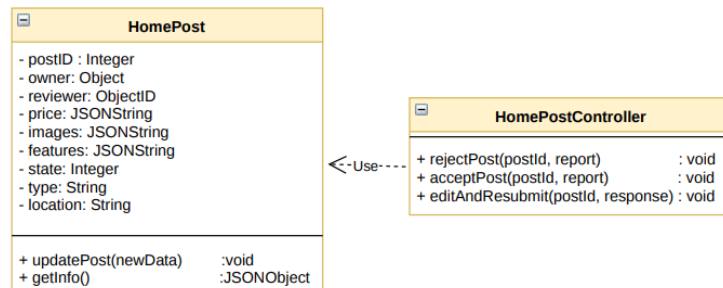 HomePost
- postID : Integer
- owner: Object
- reviewer: ObjectID
- price: JSONString
- images: JSONString
- features: JSONString
- state: Integer
- type: String
- location: String
+ updatePost(newData) :void
+ getInfo() :JSONObject
Use
HomePostController
+ rejectPost(postId, report) : void
+ acceptPost(postId, report) : void
+ editAndResubmit(postId, response) : void